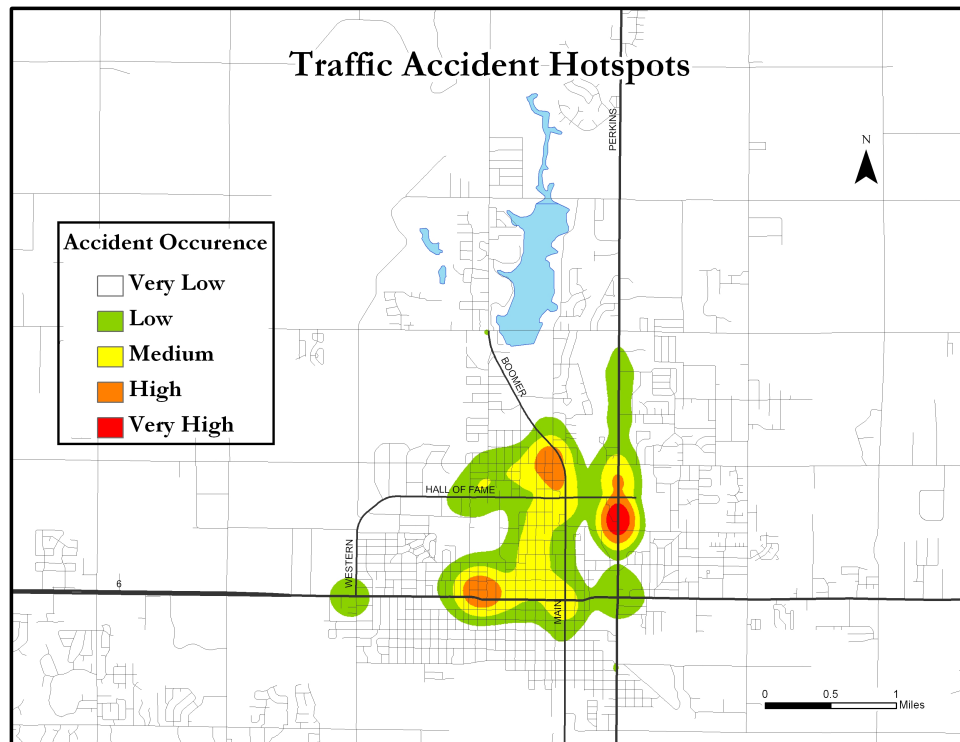 Traffic Accident Hotspots
PERKINS
N
Accident Occurence
Very Low
Low
Medium
High
Very High
BOOMER
HALL OF FAME
WESTERN
6
MAIN
0 0.5 1
Miles